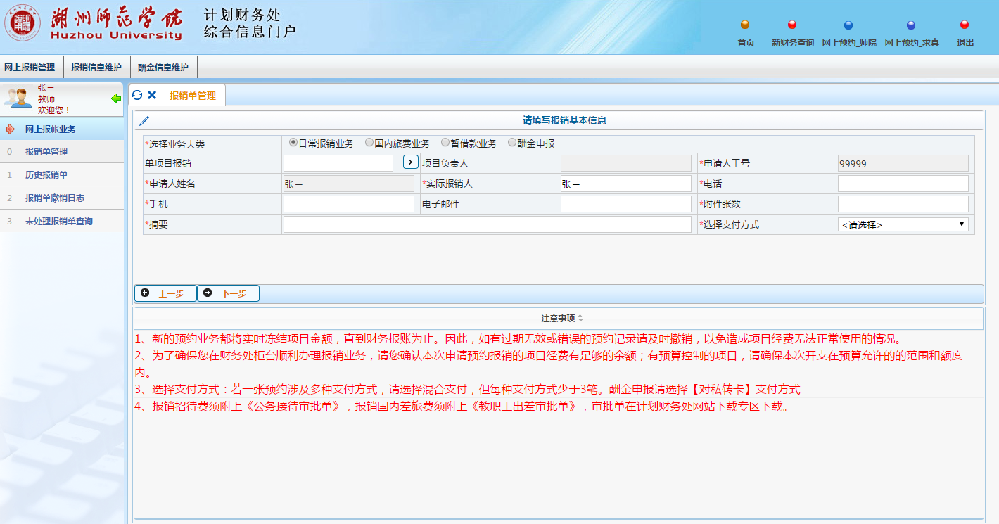 湖州师范学院
Huzhou University
计划财务处
综合信息门户
首页 新财务查询 网上预约_师院 网上预约_求真 退出
网上报销管理 报销信息维护 酬金信息维护
张三
教师
欢迎您！
网上报帐业务
0 报销单管理
1 历史报销单
2 报销单撤销日志
3 未处理报销单查询
报销单管理
请填写报销基本信息
*选择业务大类 日常报销业务 国内旅费业务 暂借款业务 酬金申报
单项目报销 项目负责人 *申请人工号 99999
*申请人姓名 张三 *实际报销人 张三 *电话
*手机 电子邮件 *附件张数
*摘要 *选择支付方式 <请选择>
上一步 下一步
注意事项
1、新的预约业务都将实时冻结项目金额，直到财务报账为止。因此，如有过期无效或错误的预约记录请及时撤销，以免造成项目经费无法正常使用的情况。
2、为了确保您在财务处柜台顺利办理报销业务，请您确认本次申请预约报销的项目经费有足够的余额；有预算控制的项目，请确保本次开支在预算允许的的范围和额度
内。
3、选择支付方式：若一张预约涉及多种支付方式，请选择混合支付，但每种支付方式少于3笔。酬金申报请选择【对私转卡】支付方式
4、报销招待费须附上《公务接待审批单》，报销国内差旅费须附上《教职工出差审批单》，审批单在计划财务处网站下载专区下载。